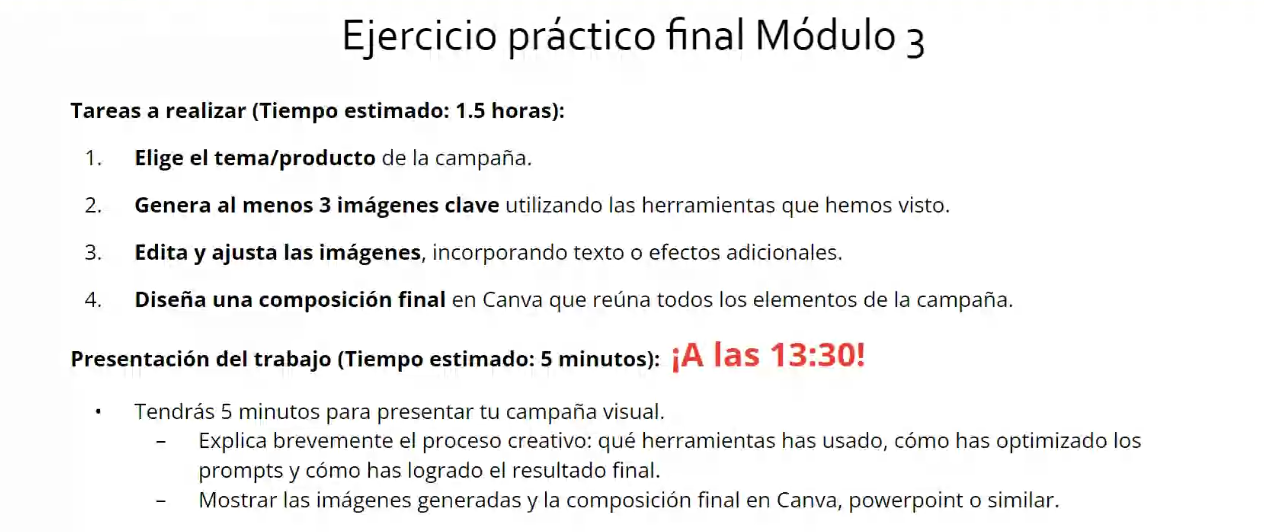 Ejercicio práctico final Módulo 3
Tareas a realizar (Tiempo estimado: 1.5 horas):
1. Elige el tema/producto de la campaña.
2. Genera al menos 3 imágenes clave utilizando las herramientas que hemos visto.
3. Edita y ajusta las imágenes, incorporando texto o efectos adicionales.
4. Diseña una composición final en Canva que reúna todos los elementos de la campaña.
Presentación del trabajo (Tiempo estimado: 5 minutos): ¡A las 13:30!
• Tendrás 5 minutos para presentar tu campaña visual.
– Explica brevemente el proceso creativo: qué herramientas has usado, cómo has optimizado los
prompts y cómo has logrado el resultado final.
– Mostrar las imágenes generadas y la composición final en Canva, powerpoint o similar.